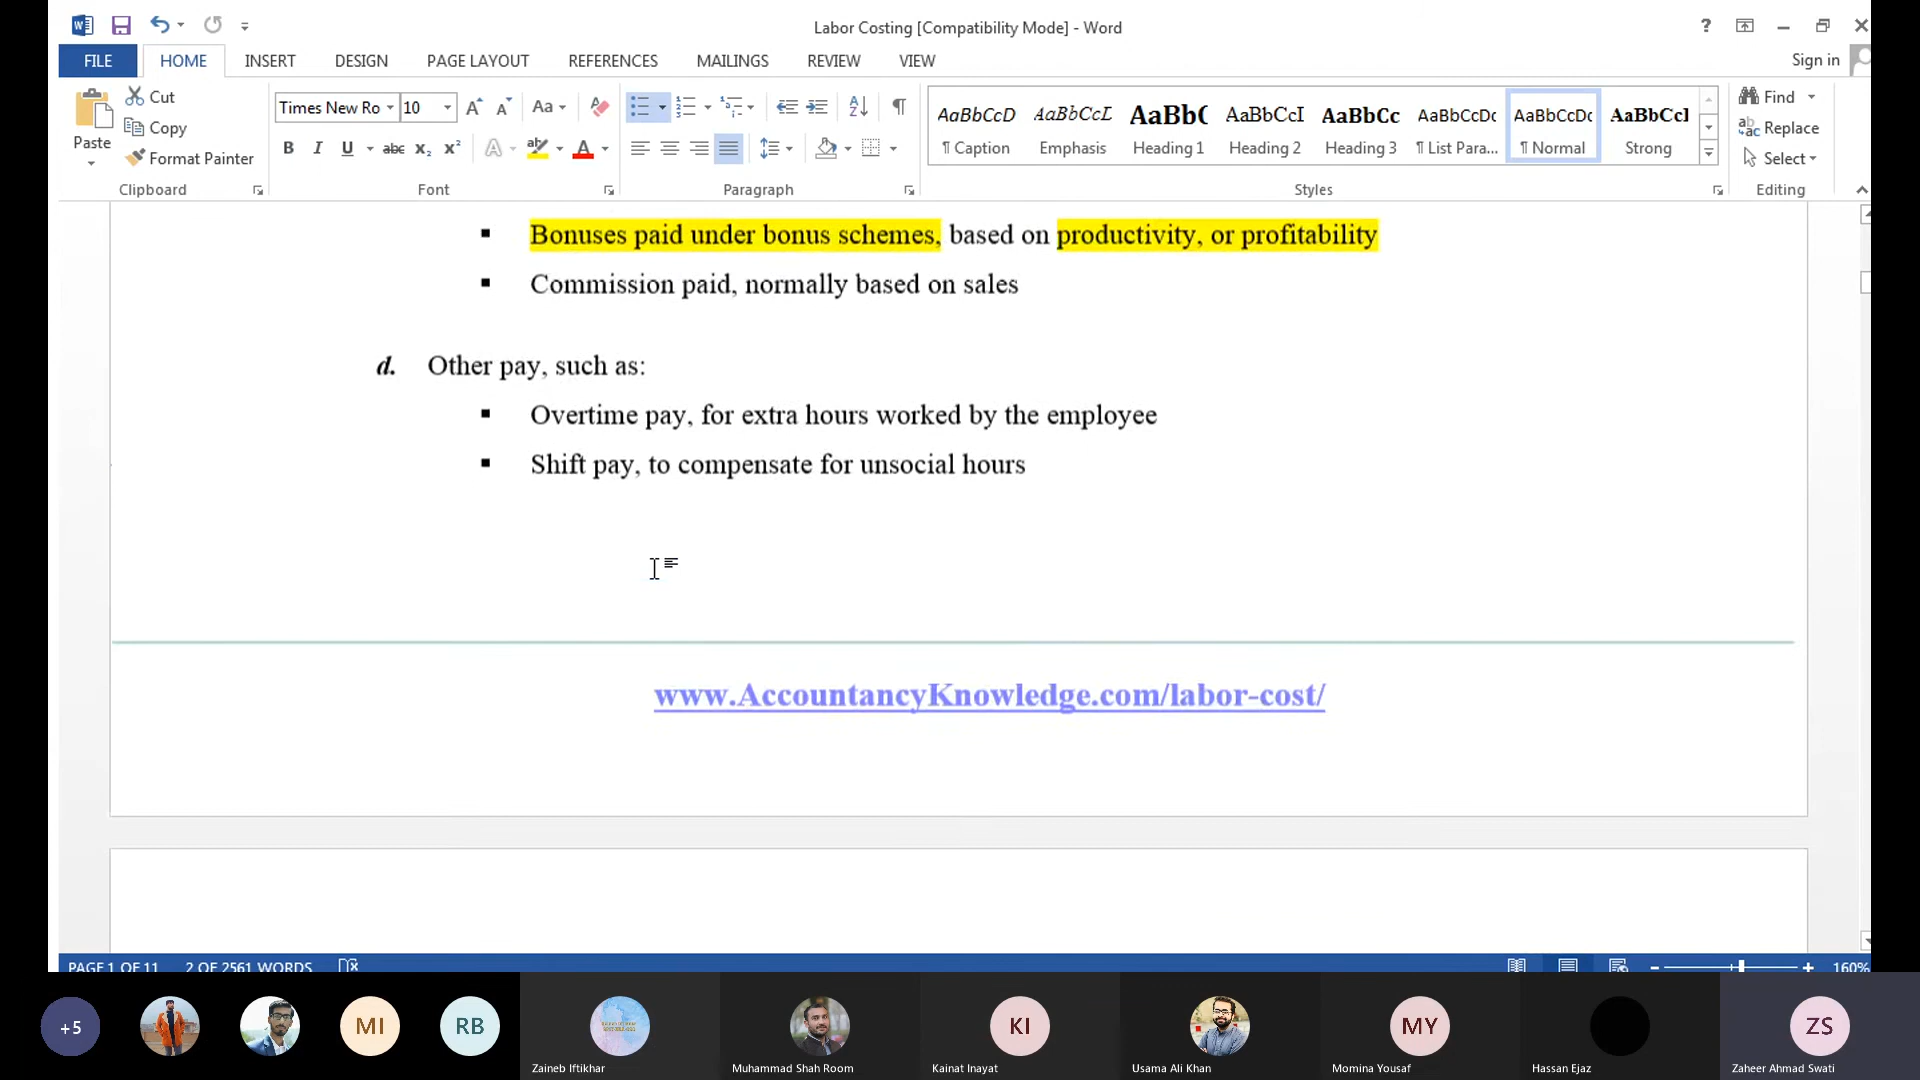 Labor Costing [Compatibility Mode] - Word
?
FILE HOME INSERT DESIGN PAGE LAYOUT REFERENCES MAILINGS REVIEW VIEW Sign in
Paste
Cut
Copy
Format Painter
Clipboard
Times New Ro 10
Aa
B I U abc x₂ x²
A
Font
Paragraph
AaBbCcD AaBbCcL AaBb( AaBbCcI AaBbCc AaBbCcDc AaBbCcDc AaBbCcI
¶ Caption Emphasis Heading 1 Heading 2 Heading 3 ¶ List Para... ¶ Normal Strong
Styles
Find
Replace
Select
Editing
▪ Bonuses paid under bonus schemes, based on productivity, or profitability
▪ Commission paid, normally based on sales
d. Other pay, such as:
▪ Overtime pay, for extra hours worked by the employee
▪ Shift pay, to compensate for unsocial hours
www.AccountancyKnowledge.com/labor-cost/
PAGE 1 OF 11 2 OF 2561 WORDS 160%
+5 MI RB KI MY ZS
Zaineb Iftikhar Muhammad Shah Room Kainat Inayat Usama Ali Khan Momina Yousaf Hassan Ejaz Zaheer Ahmad Swati